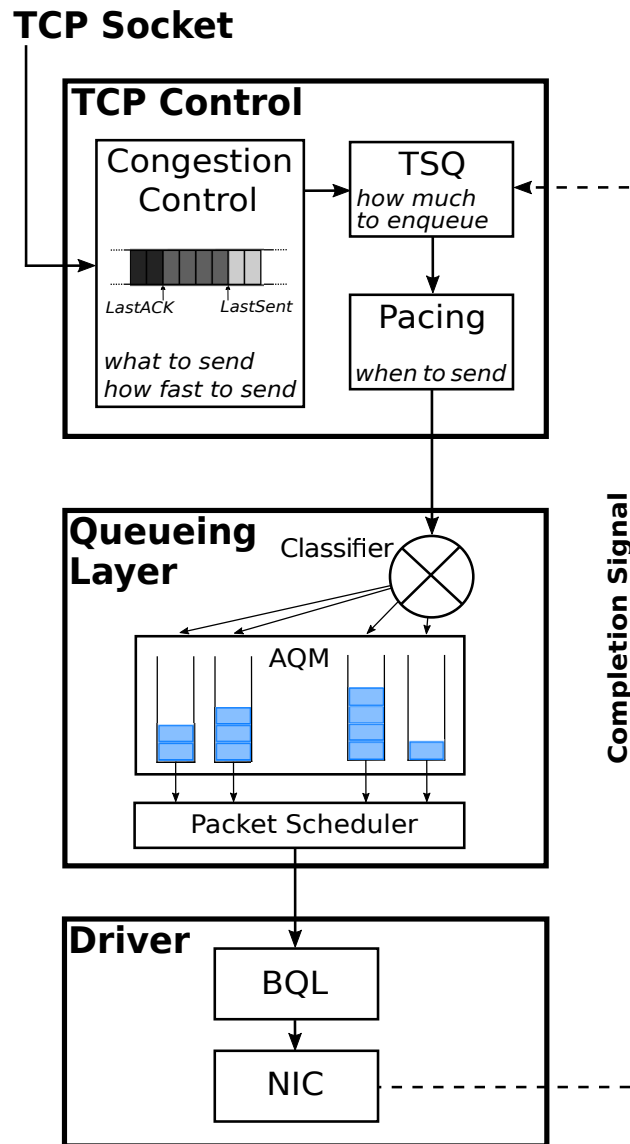 TCP Socket
TCP Control
Congestion
Control
LastACK
LastSent
what to send
how fast to send
TSQ
how much
to enqueue
Pacing
when to send
Queueing
Layer
Classifier
AQM
Packet Scheduler
Completion Signal
Driver
BQL
NIC